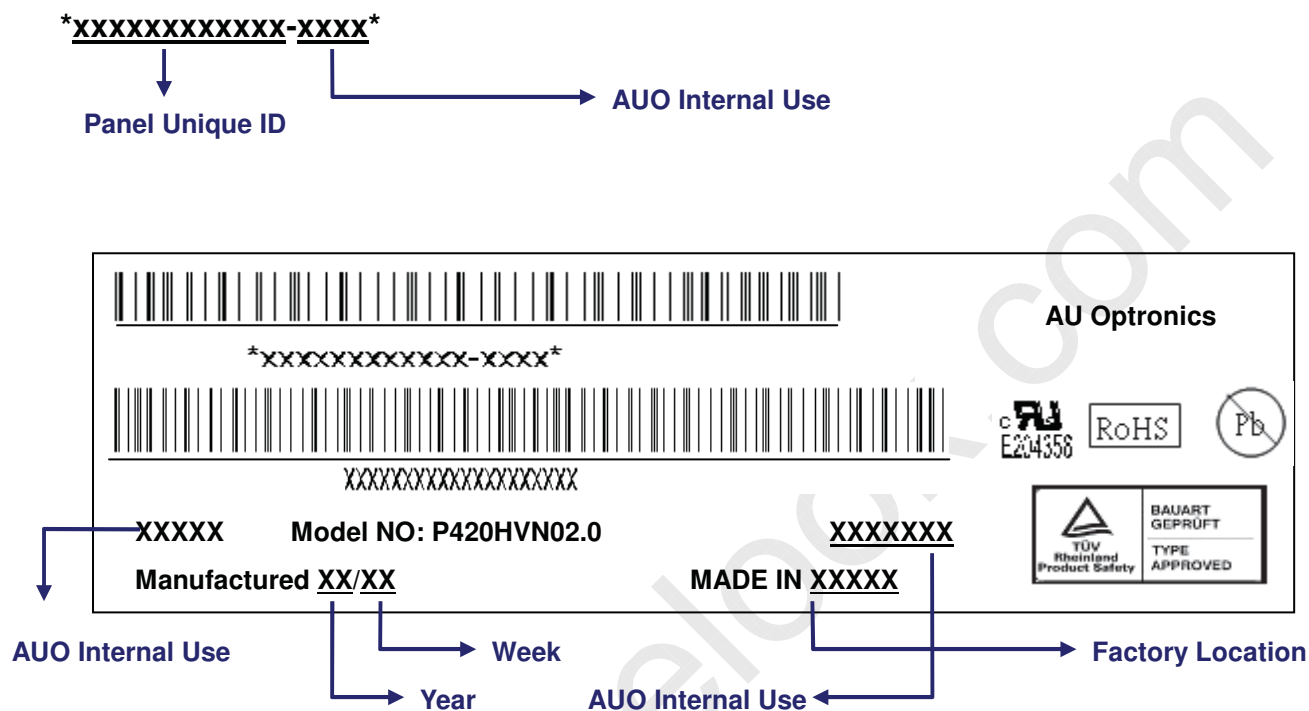 *xxxxxxxxxxxx-xxxx*
AUO Internal Use
Panel Unique ID
AU Optronics
*xxxxxxxxxxxx-xxxx*
c RU
E204356
RoHS
Pb
XXXXXXXXXXXXXXXXXXXX
XXXXX Model NO: P420HVN02.0 XXXXXXX
Manufactured XX/XX MADE IN XXXXX
TÜV
Rheinland
Product Safety
BAUART
GEPRÜFT
TYPE
APPROVED
AUO Internal Use
Week
Factory Location
Year
AUO Internal Use